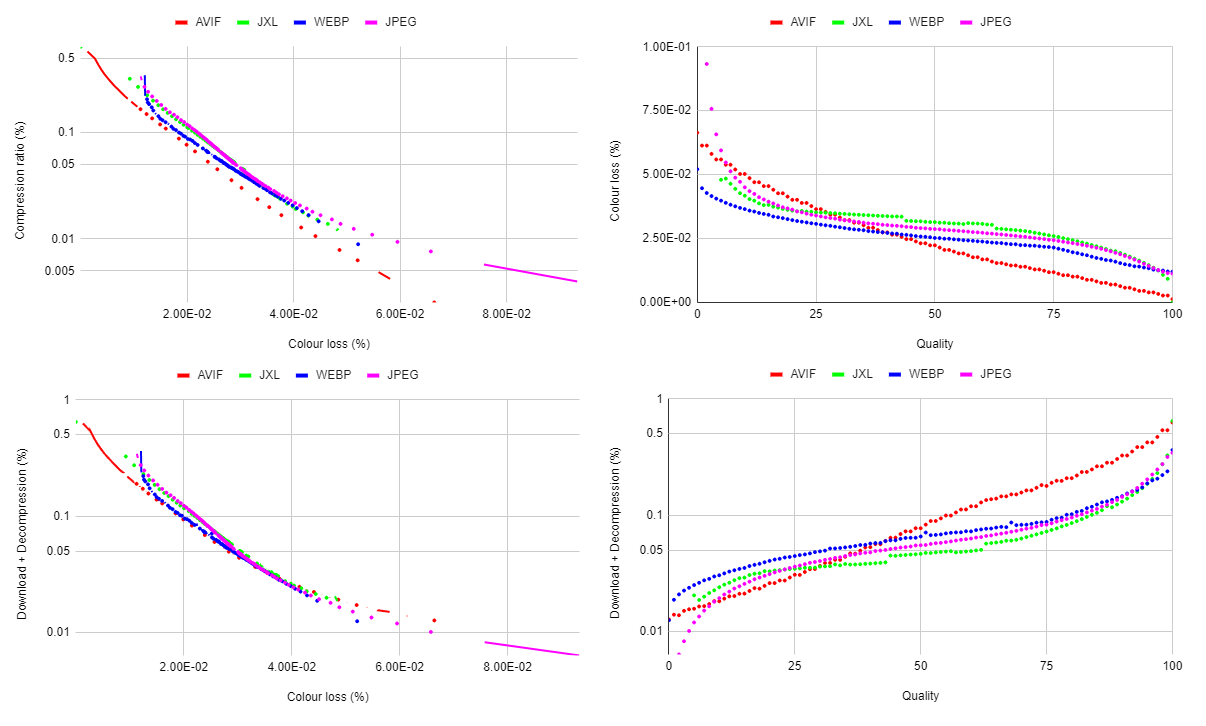 AVIF JXL WEBP JPEG
Compression ratio (%)
0.5
0.1
0.05
0.01
0.005
2.00E-02 4.00E-02 6.00E-02 8.00E-02
Colour loss (%)
AVIF JXL WEBP JPEG
Colour loss (%)
1.00E-01
7.50E-02
5.00E-02
2.50E-02
0.00E+00
0 25 50 75 100
Quality
AVIF JXL WEBP JPEG
Download + Decompression (%)
1
0.5
0.1
0.05
0.01
2.00E-02 4.00E-02 6.00E-02 8.00E-02
Colour loss (%)
AVIF JXL WEBP JPEG
Download + Decompression (%)
1
0.5
0.1
0.05
0.01
0 25 50 75 100
Quality